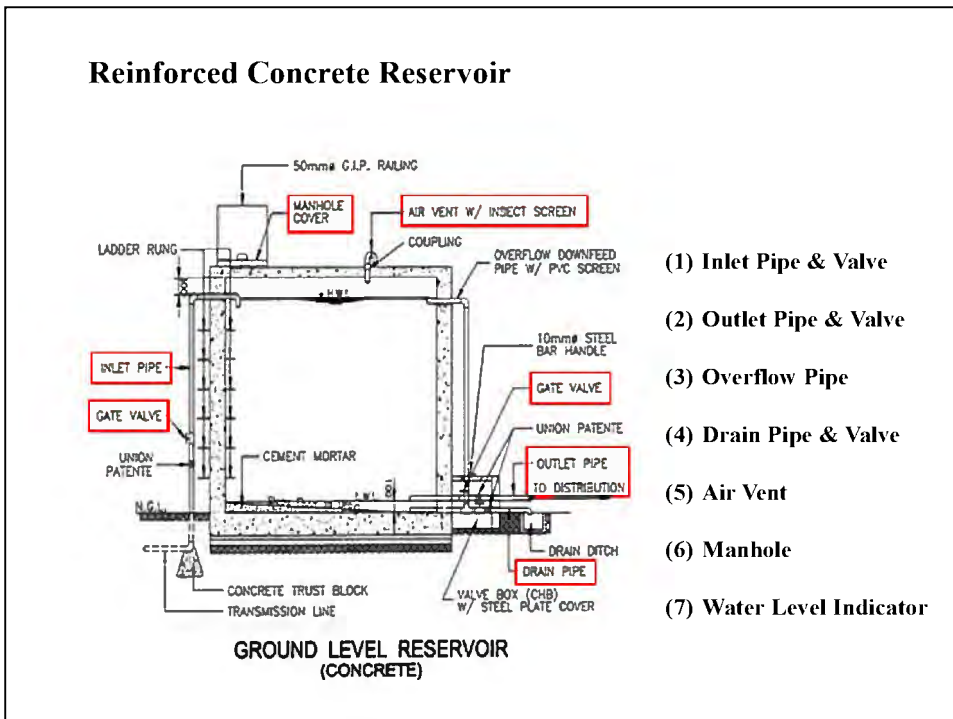 Reinforced Concrete Reservoir
50mmø G.I.P. RAILING
MANHOLE
COVER
AIR VENT W/ INSECT SCREEN
LADDER RUNG
COUPLING
OVERFLOW DOWNFEED
PIPE W/ PVC SCREEN
H.W.L.
10mmø STEEL
BAR HANDLE
INLET PIPE
GATE VALVE
GATE VALVE
UNION
PATENTE
UNION PATENTE
CEMENT MORTAR
OUTLET PIPE
TO DISTRIBUTION
N.G.L.
DRAIN DITCH
DRAIN PIPE
CONCRETE TRUST BLOCK
TRANSMISSION LINE
VALVE BOX (CHB)
W/ STEEL PLATE COVER
GROUND LEVEL RESERVOIR
(CONCRETE)
(1) Inlet Pipe & Valve
(2) Outlet Pipe & Valve
(3) Overflow Pipe
(4) Drain Pipe & Valve
(5) Air Vent
(6) Manhole
(7) Water Level Indicator